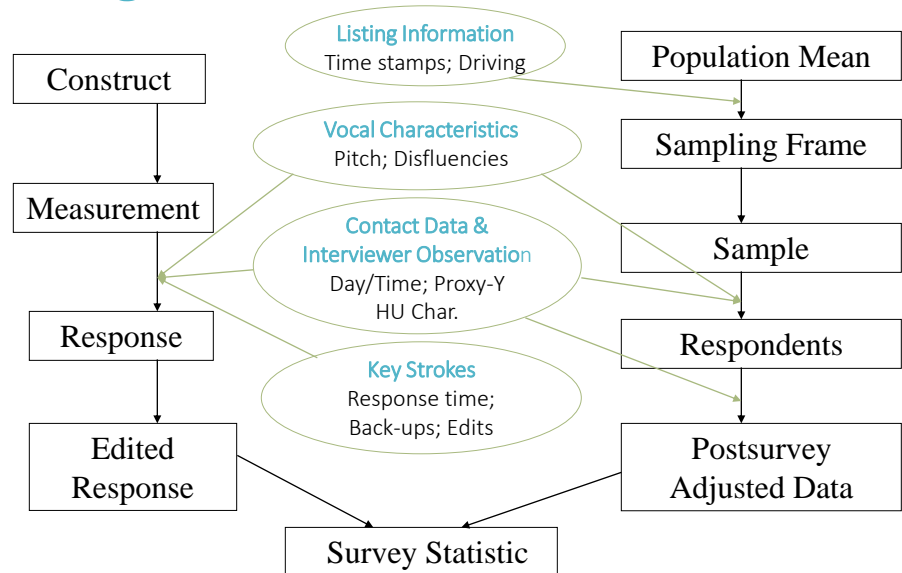 Listing Information
Time stamps; Driving
Population Mean
Construct
Vocal Characteristics
Pitch; Disfluencies
Sampling Frame
Measurement
Contact Data &
Interviewer Observation
Day/Time; Proxy-Y
HU Char.
Sample
Response
Respondents
Key Strokes
Response time;
Back-ups; Edits
Edited
Response
Postsurvey
Adjusted Data
Survey Statistic